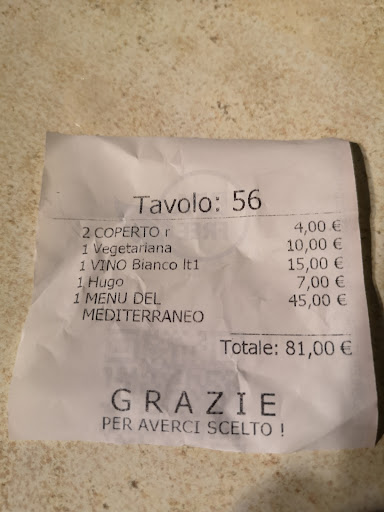 Tavolo: 56
2 COPERTO r 4,00 €
1 Vegetariana 10,00 €
1 VINO Bianco lt1 15,00 €
1 Hugo 7,00 €
1 MENU DEL 45,00 €
MEDITERRANEO
Totale: 81,00 €
GRAZIE
PER AVERCI SCELTO !